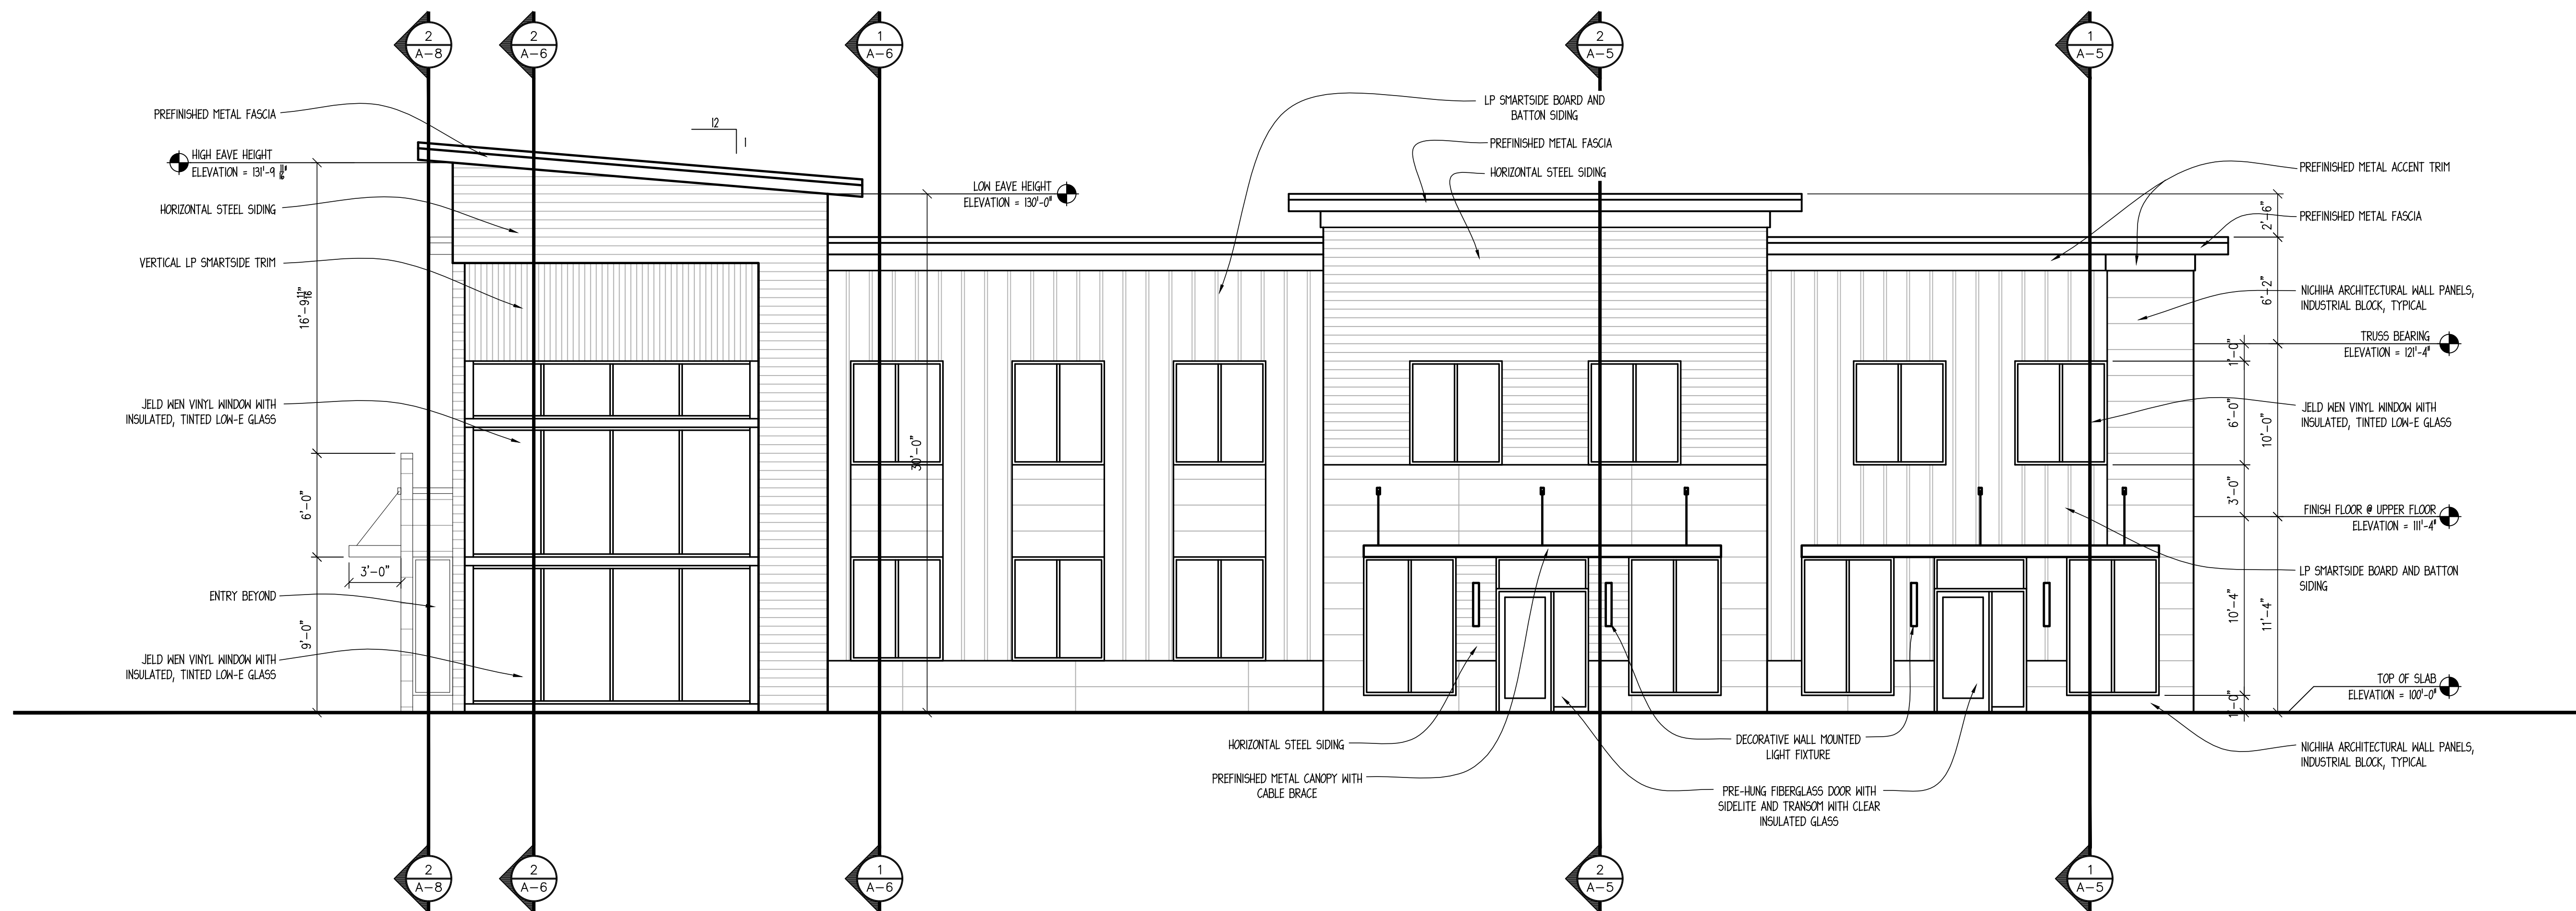 2
A-8
2
A-6
1
A-6
2
A-5
1
A-5
PREFINISHED METAL FASCIA
HIGH EAVE HEIGHT
ELEVATION = 131'-9 11/16"
HORIZONTAL STEEL SIDING
VERTICAL LP SMARTSIDE TRIM
JELD WEN VINYL WINDOW WITH
INSULATED, TINTED LOW-E GLASS
ENTRY BEYOND
JELD WEN VINYL WINDOW WITH
INSULATED, TINTED LOW-E GLASS
16'-9 11/16"
6'-0"
3'-0"
9'-0"
12
1
LOW EAVE HEIGHT
ELEVATION = 130'-0"
30'-0"
LP SMARTSIDE BOARD AND
BATTON SIDING
PREFINISHED METAL FASCIA
HORIZONTAL STEEL SIDING
PREFINISHED METAL ACCENT TRIM
PREFINISHED METAL FASCIA
NICHIHA ARCHITECTURAL WALL PANELS,
INDUSTRIAL BLOCK, TYPICAL
TRUSS BEARING
ELEVATION = 121'-4"
JELD WEN VINYL WINDOW WITH
INSULATED, TINTED LOW-E GLASS
FINISH FLOOR @ UPPER FLOOR
ELEVATION = 111'-4"
LP SMARTSIDE BOARD AND BATTON
SIDING
TOP OF SLAB
ELEVATION = 100'-0"
NICHIHA ARCHITECTURAL WALL PANELS,
INDUSTRIAL BLOCK, TYPICAL
2'-6"
6'-2"
1'-0"
6'-0"
10'-0"
3'-0"
10'-4"
11'-4"
1'-0"
HORIZONTAL STEEL SIDING
PREFINISHED METAL CANOPY WITH
CABLE BRACE
DECORATIVE WALL MOUNTED
LIGHT FIXTURE
PRE-HUNG FIBERGLASS DOOR WITH
SIDELITE AND TRANSOM WITH CLEAR
INSULATED GLASS
2
A-8
2
A-6
1
A-6
2
A-5
1
A-5